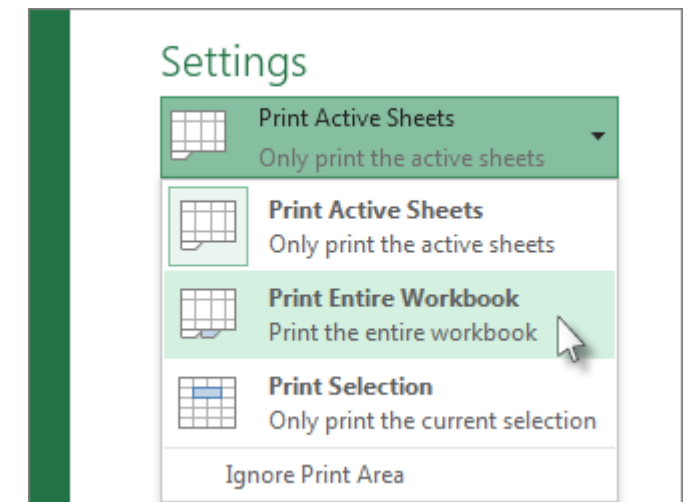 Settings
Print Active Sheets
Only print the active sheets
Print Active Sheets
Only print the active sheets
Print Entire Workbook
Print the entire workbook
Print Selection
Only print the current selection
Ignore Print Area